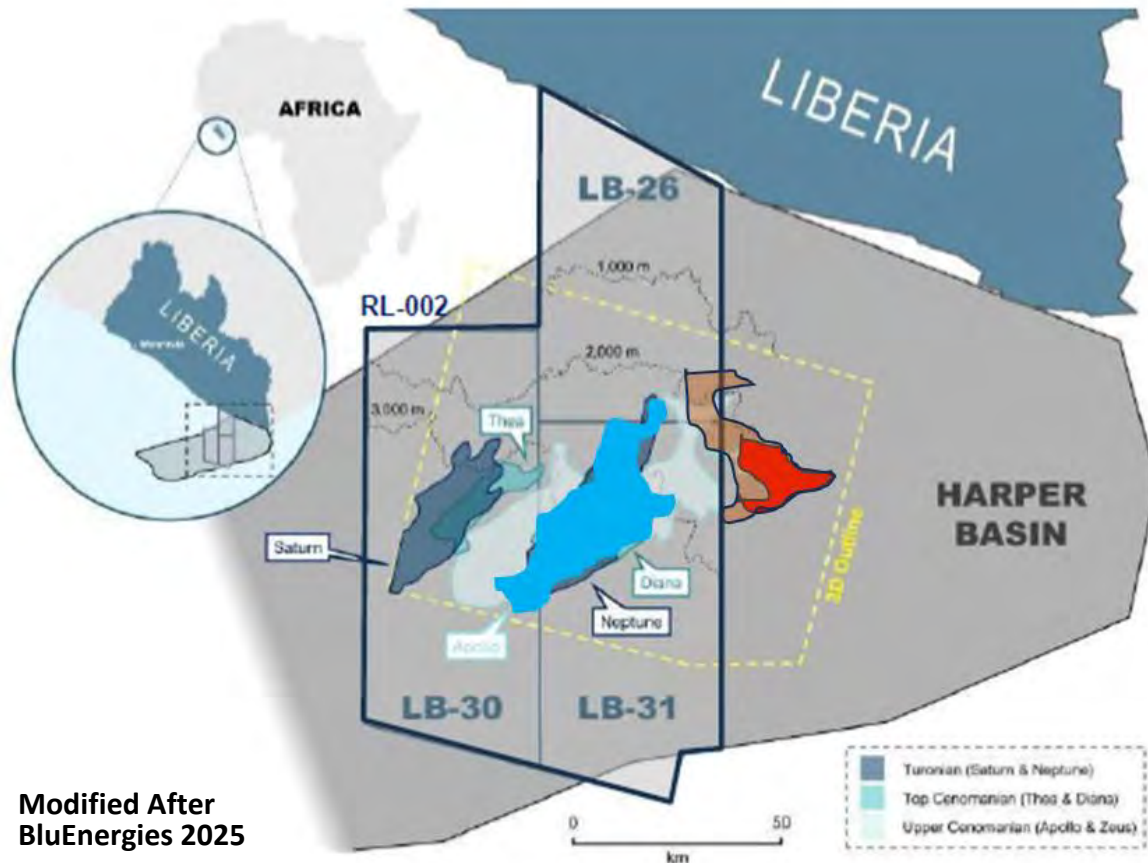 AFRICA
LIBERIA
LIBERIA
LB-26
RL-002
1,000 m
2,000 m
3,000 m
Thea
Saturn
Diana
Neptune
Apollo
3D Outline
HARPER
BASIN
LB-30
LB-31
Turonian (Saturn & Neptune)
Top Cenomanian (Thea & Diana)
Upper Cenomanian (Apollo & Zeus)
Modified After
BluEnergies 2025
0 50
km